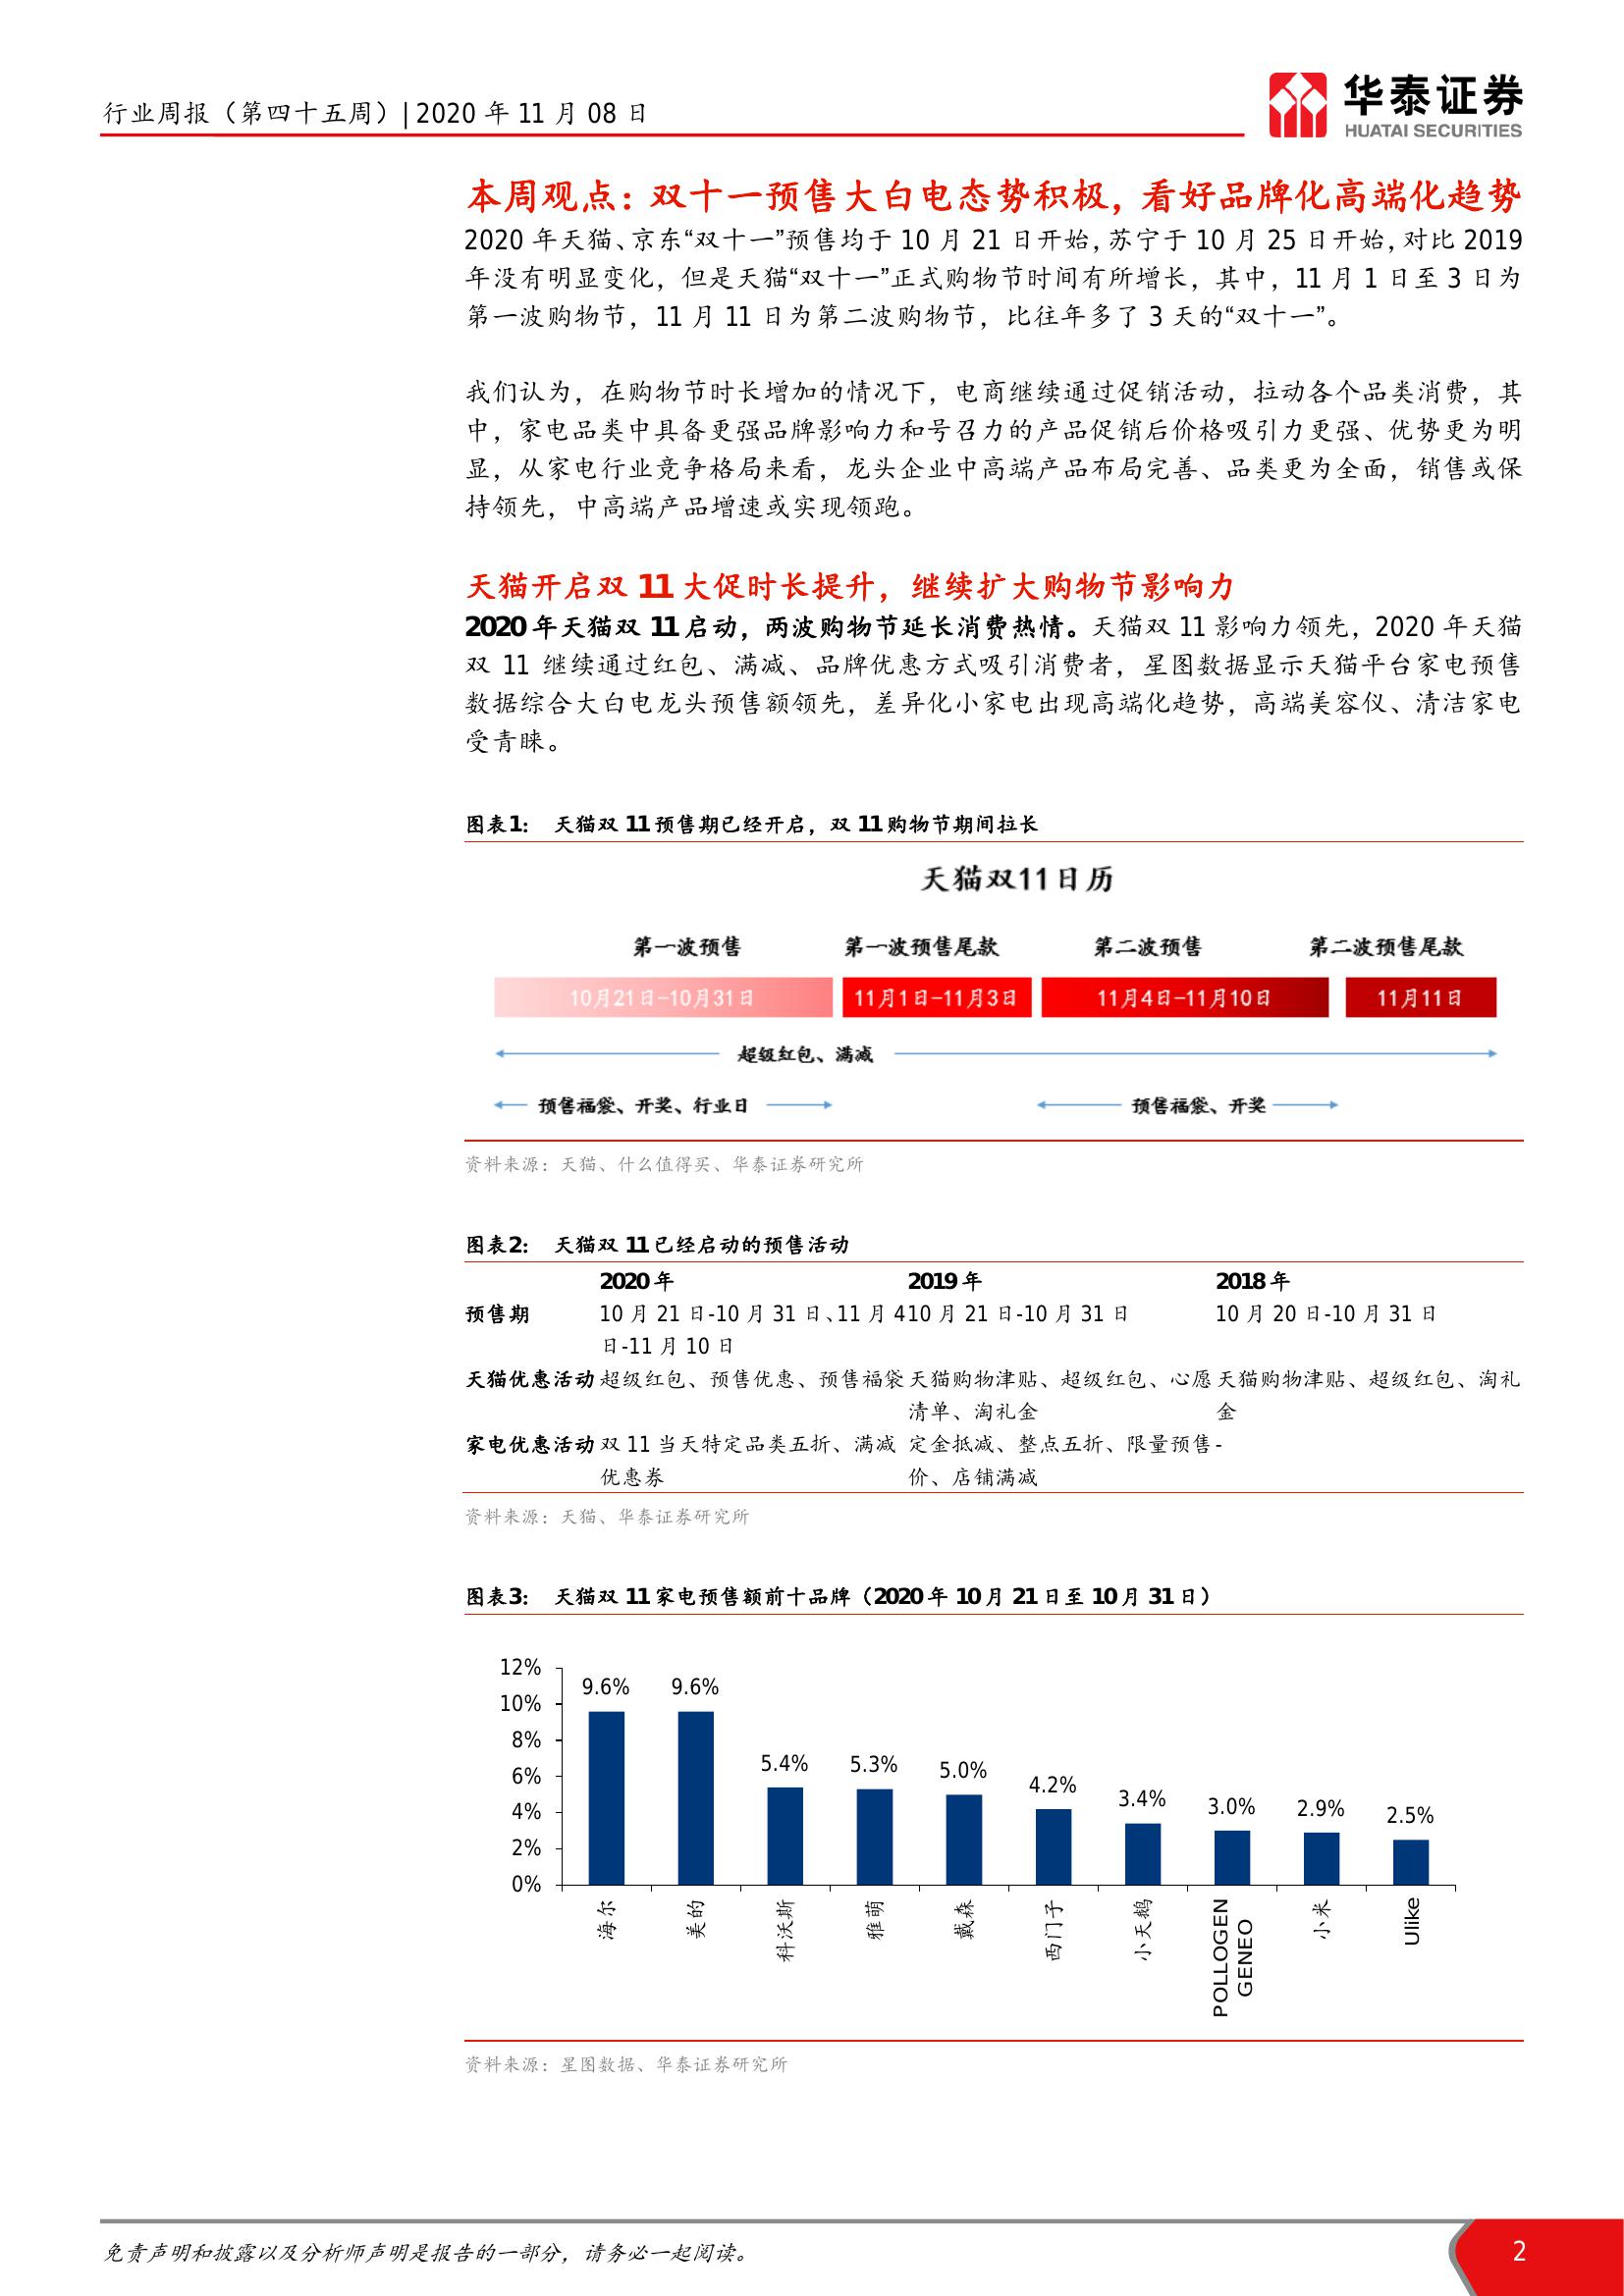 行业周报（第四十五周）| 2020 年 11 月 08 日
华泰证券
HUATAI SECURITIES
本周观点：双十一预售大白电态势积极，看好品牌化高端化趋势
2020 年天猫、京东“双十一”预售均于 10 月 21 日开始，苏宁于 10 月 25 日开始，对比 2019
年没有明显变化，但是天猫“双十一”正式购物节时间有所增长，其中，11 月 1 日至 3 日为
第一波购物节，11 月 11 日为第二波购物节，比往年多了 3 天的“双十一”。
我们认为，在购物节时长增加的情况下，电商继续通过促销活动，拉动各个品类消费，其
中，家电品类中具备更强品牌影响力和号召力的产品促销后价格吸引力更强、优势更为明
显，从家电行业竞争格局来看，龙头企业中高端产品布局完善、品类更为全面，销售或保
持领先，中高端产品增速或实现领跑。
天猫开启双 11 大促时长提升，继续扩大购物节影响力
2020 年天猫双 11 启动，两波购物节延长消费热情。天猫双 11 影响力领先，2020 年天猫
双 11 继续通过红包、满减、品牌优惠方式吸引消费者，星图数据显示天猫平台家电预售
数据综合大白电龙头预售额领先，差异化小家电出现高端化趋势，高端美容仪、清洁家电
受青睐。
图表1： 天猫双 11 预售期已经开启，双 11 购物节期间拉长
天猫双11日历
第一波预售 第一波预售尾款 第二波预售 第二波预售尾款
10月21日-10月31日 11月1日-11月3日 11月4日-11月10日 11月11日
超级红包、满减
预售福袋、开奖、行业日 预售福袋、开奖
资料来源：天猫、什么值得买、华泰证券研究所
图表2： 天猫双 11 已经启动的预售活动
2020 年 2019 年 2018 年
预售期 10 月 21 日-10 月 31 日、11 月 4 10 月 21 日-10 月 31 日 10 月 20 日-10 月 31 日
日-11 月 10 日
天猫优惠活动 超级红包、预售优惠、预售福袋 天猫购物津贴、超级红包、心愿 天猫购物津贴、超级红包、淘礼
清单、淘礼金 金
家电优惠活动 双 11 当天特定品类五折、满减 定金抵减、整点五折、限量预售 -
优惠券 价、店铺满减
资料来源：天猫、华泰证券研究所
图表3： 天猫双 11 家电预售额前十品牌（2020 年 10 月 21 日至 10 月 31 日）
12%
10%
8%
6%
4%
2%
0%
9.6% 9.6% 5.4% 5.3% 5.0% 4.2% 3.4% 3.0% 2.9% 2.5%
海尔
美的
科沃斯
雅萌
戴森
西门子
小天鹅
POLLOGEN
GENEO
小米
Ulike
资料来源：星图数据、华泰证券研究所
免责声明和披露以及分析师声明是报告的一部分，请务必一起阅读。
2